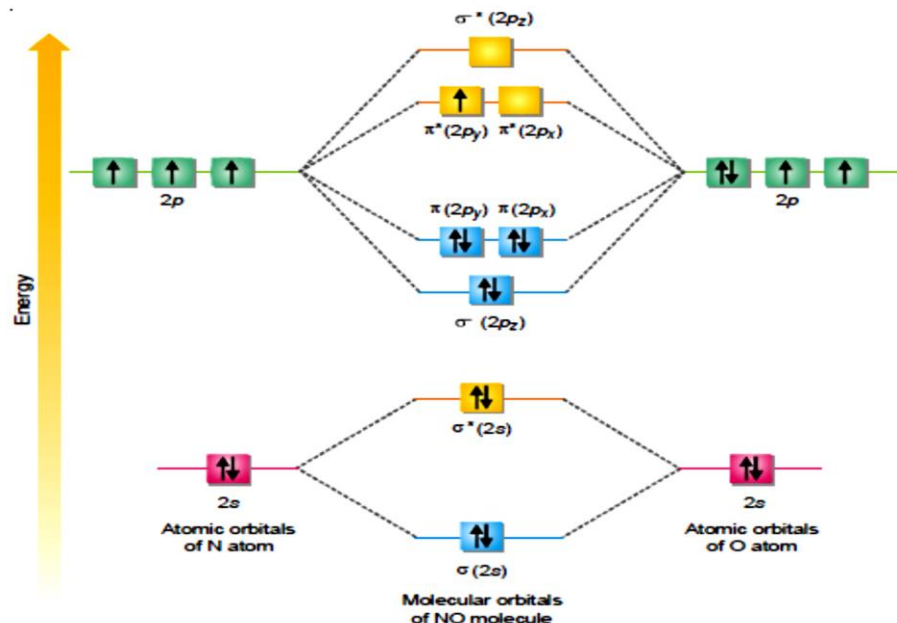 σ*(2pz)
π*(2py) π*(2px)
2p
π(2py) π(2px)
2p
Energy
σ (2pz)
σ*(2s)
2s
2s
Atomic orbitals
of N atom
Atomic orbitals
of O atom
σ(2s)
Molecular orbitals
of NO molecule